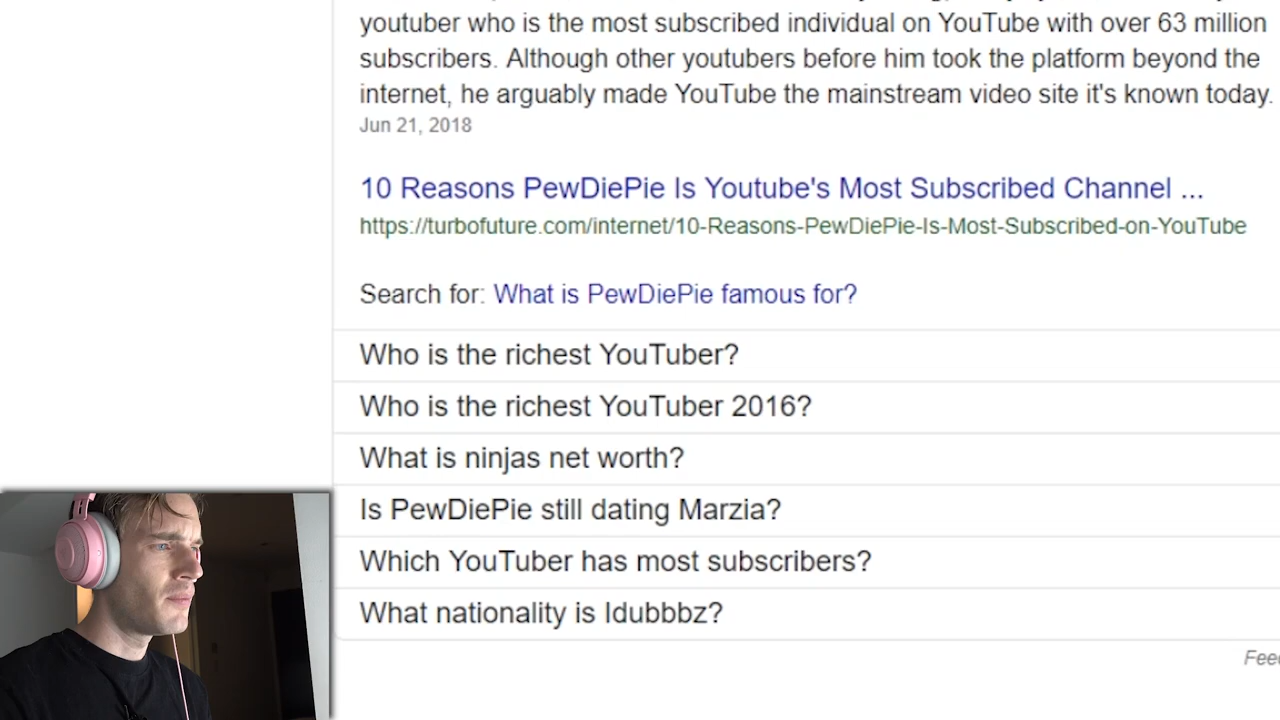 youtuber who is the most subscribed individual on YouTube with over 63 million
subscribers. Although other youtubers before him took the platform beyond the
internet, he arguably made YouTube the mainstream video site it's known today.
Jun 21, 2018
10 Reasons PewDiePie Is Youtube's Most Subscribed Channel ...
https://turbofuture.com/internet/10-Reasons-PewDiePie-Is-Most-Subscribed-on-YouTube
Search for: What is PewDiePie famous for?
Who is the richest YouTuber?
Who is the richest YouTuber 2016?
What is ninjas net worth?
Is PewDiePie still dating Marzia?
Which YouTuber has most subscribers?
What nationality is Idubbbz?